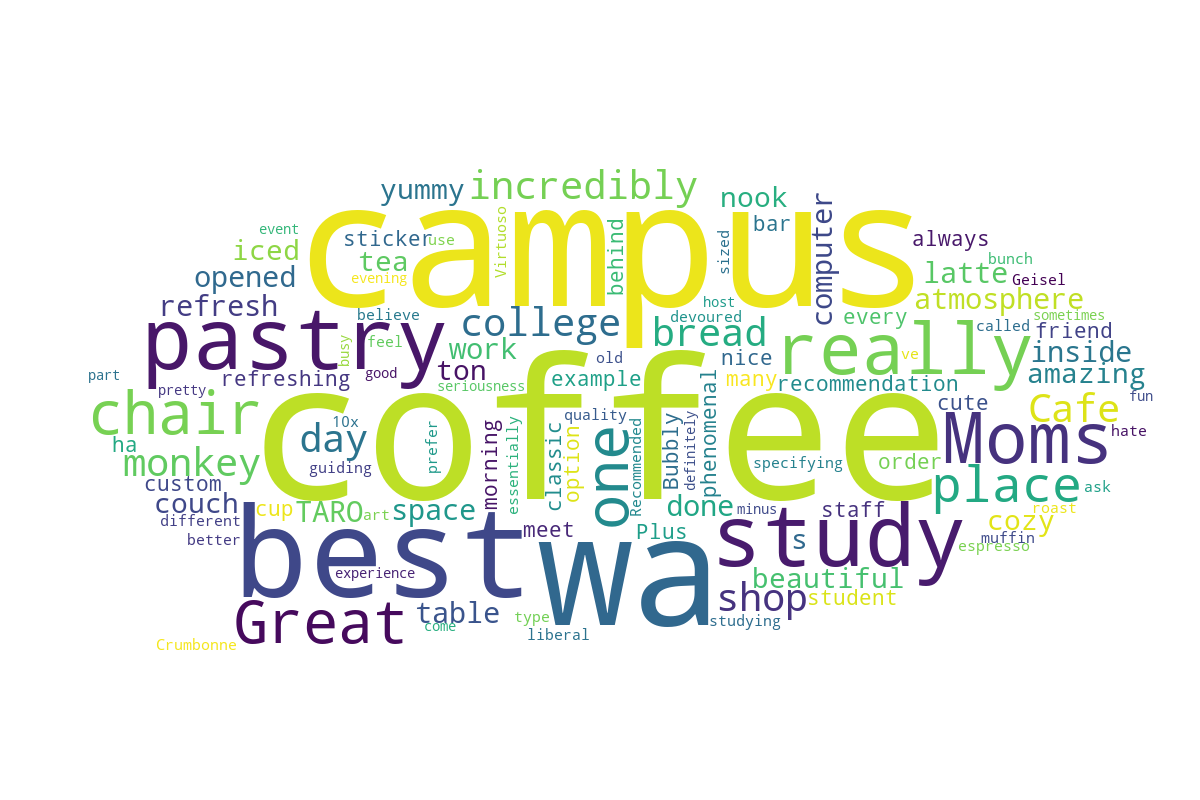 incredibly
yummy
nook
campus
Virtuoso
behind
computer
bar
event
sticker
use
sized
always
iced
tea
bunch
opened
evening
latte
Geisel
refresh
host
atmosphere
believe
college
devoured
every
sometimes
pastry
busy
feel
work
bread
really
called
friend
nice
inside
part
refreshing
good
ton
old
ve
pretty
seriousness
example
phenomenal
many
recommendation
amazing
chair
coffee
cute
Cafe
fun
10x
day
prefer
morning
essentially
classic
quality
option
one
Recommended
Bubbly
definitely
Moms
hate
ha
monkey
guiding
specifying
order
custom
couch
cup
TARO
art
space
done
minus
staff
place
ask
different
best
meet
wa
Plus
study
s
cozy
roast
better
muffin
experience
espresso
beautiful
Great
table
type
shop
student
come
liberal
studying
Crumbonne